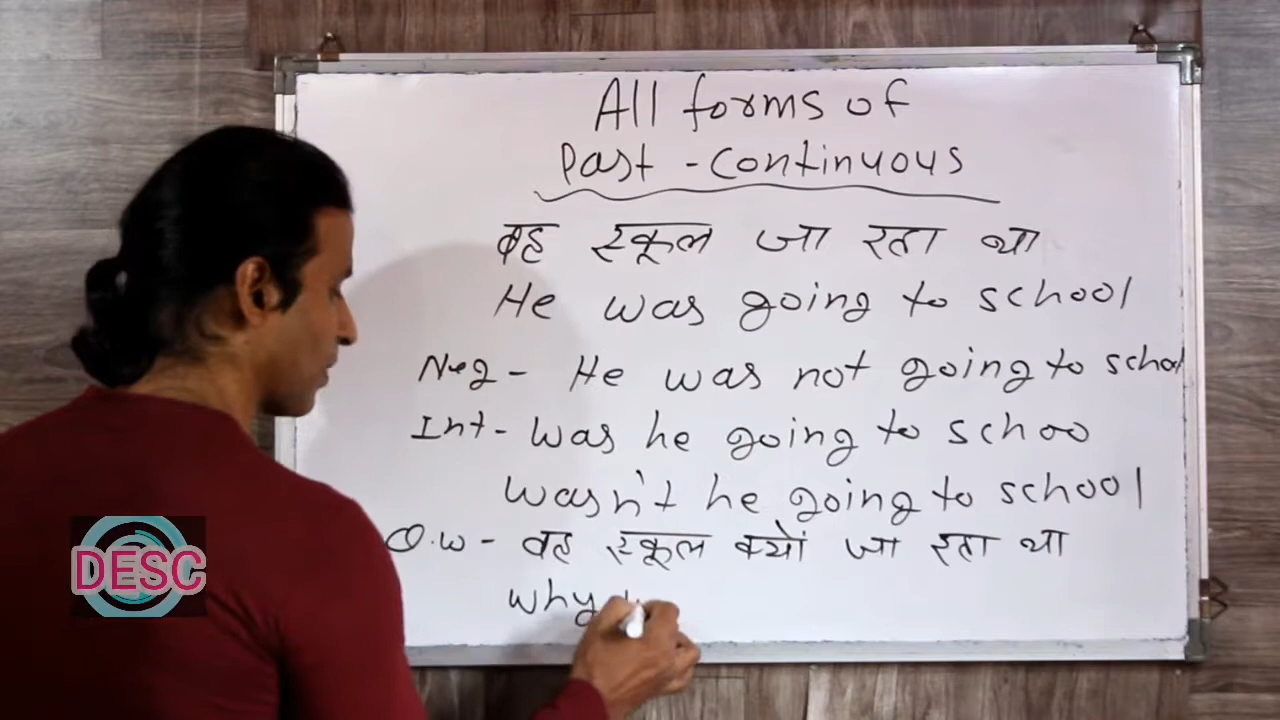 All forms of
Past - Continuous
वह स्कूल जा रहा था
He was going to school
Neg - He was not going to school
Int - Was he going to schoo
Wasn't he going to school
Q.W - वह स्कूल क्यों जा रहा था
Why
DESC